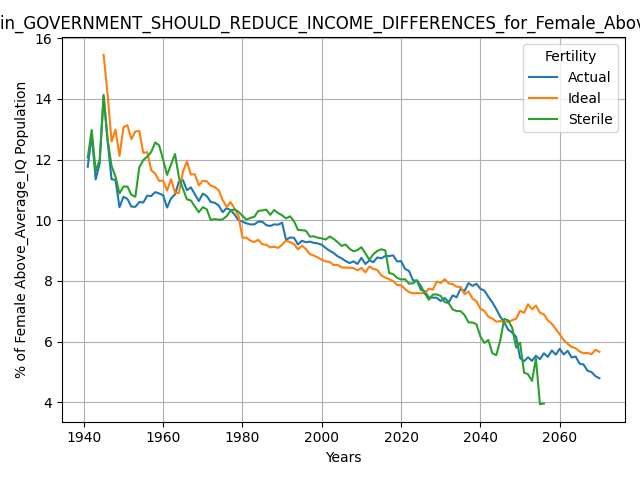 in_GOVERNMENT_SHOULD_REDUCE_INCOME_DIFFERENCES_for_Female_Abov
Fertility
Actual
Ideal
Sterile
% of Female Above_Average_IQ Population
16
14
12
10
8
6
4
1940 1960 1980 2000 2020 2040 2060
Years